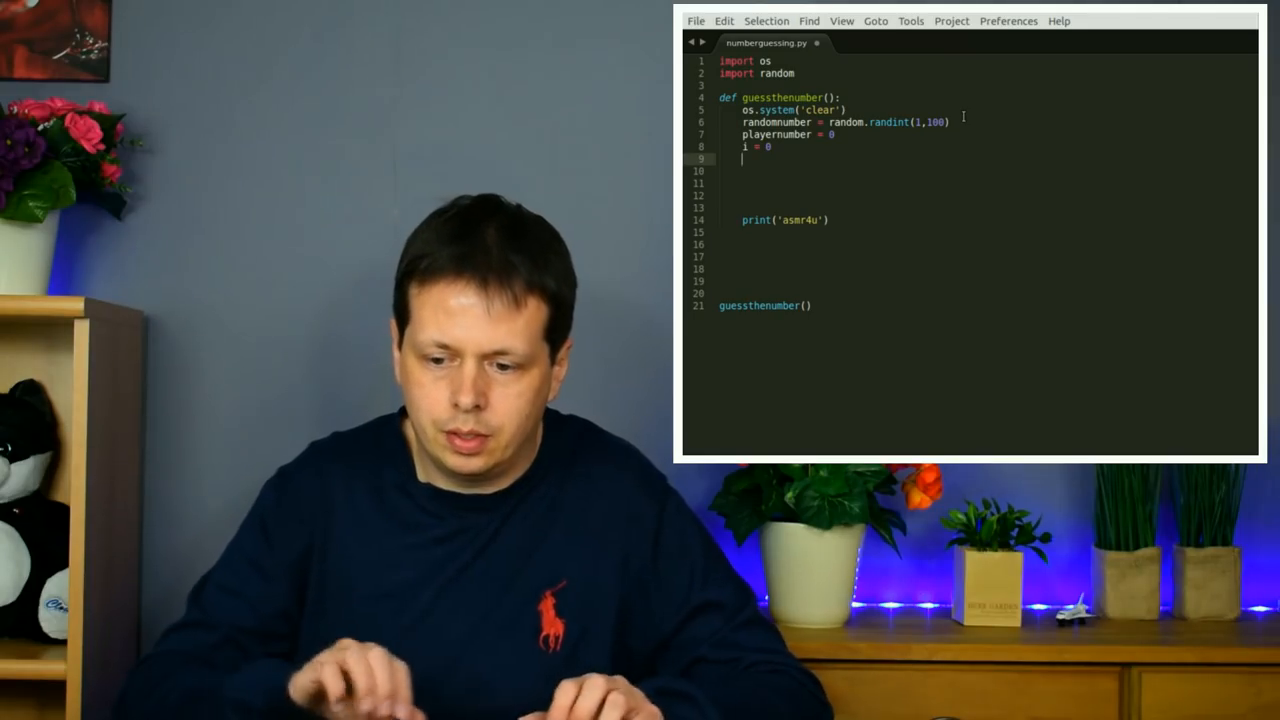 File Edit Selection Find View Goto Tools Project Preferences Help
numberguessing.py
1 import os
2 import random
3
4 def guessthenumber():
5 os.system('clear')
6 randomnumber = random.randint(1,100)
7 playernumber = 0
8 i = 0
9
10
11
12
13
14 print('asmr4u')
15
16
17
18
19
20
21 guessthenumber()
HERB GARDEN